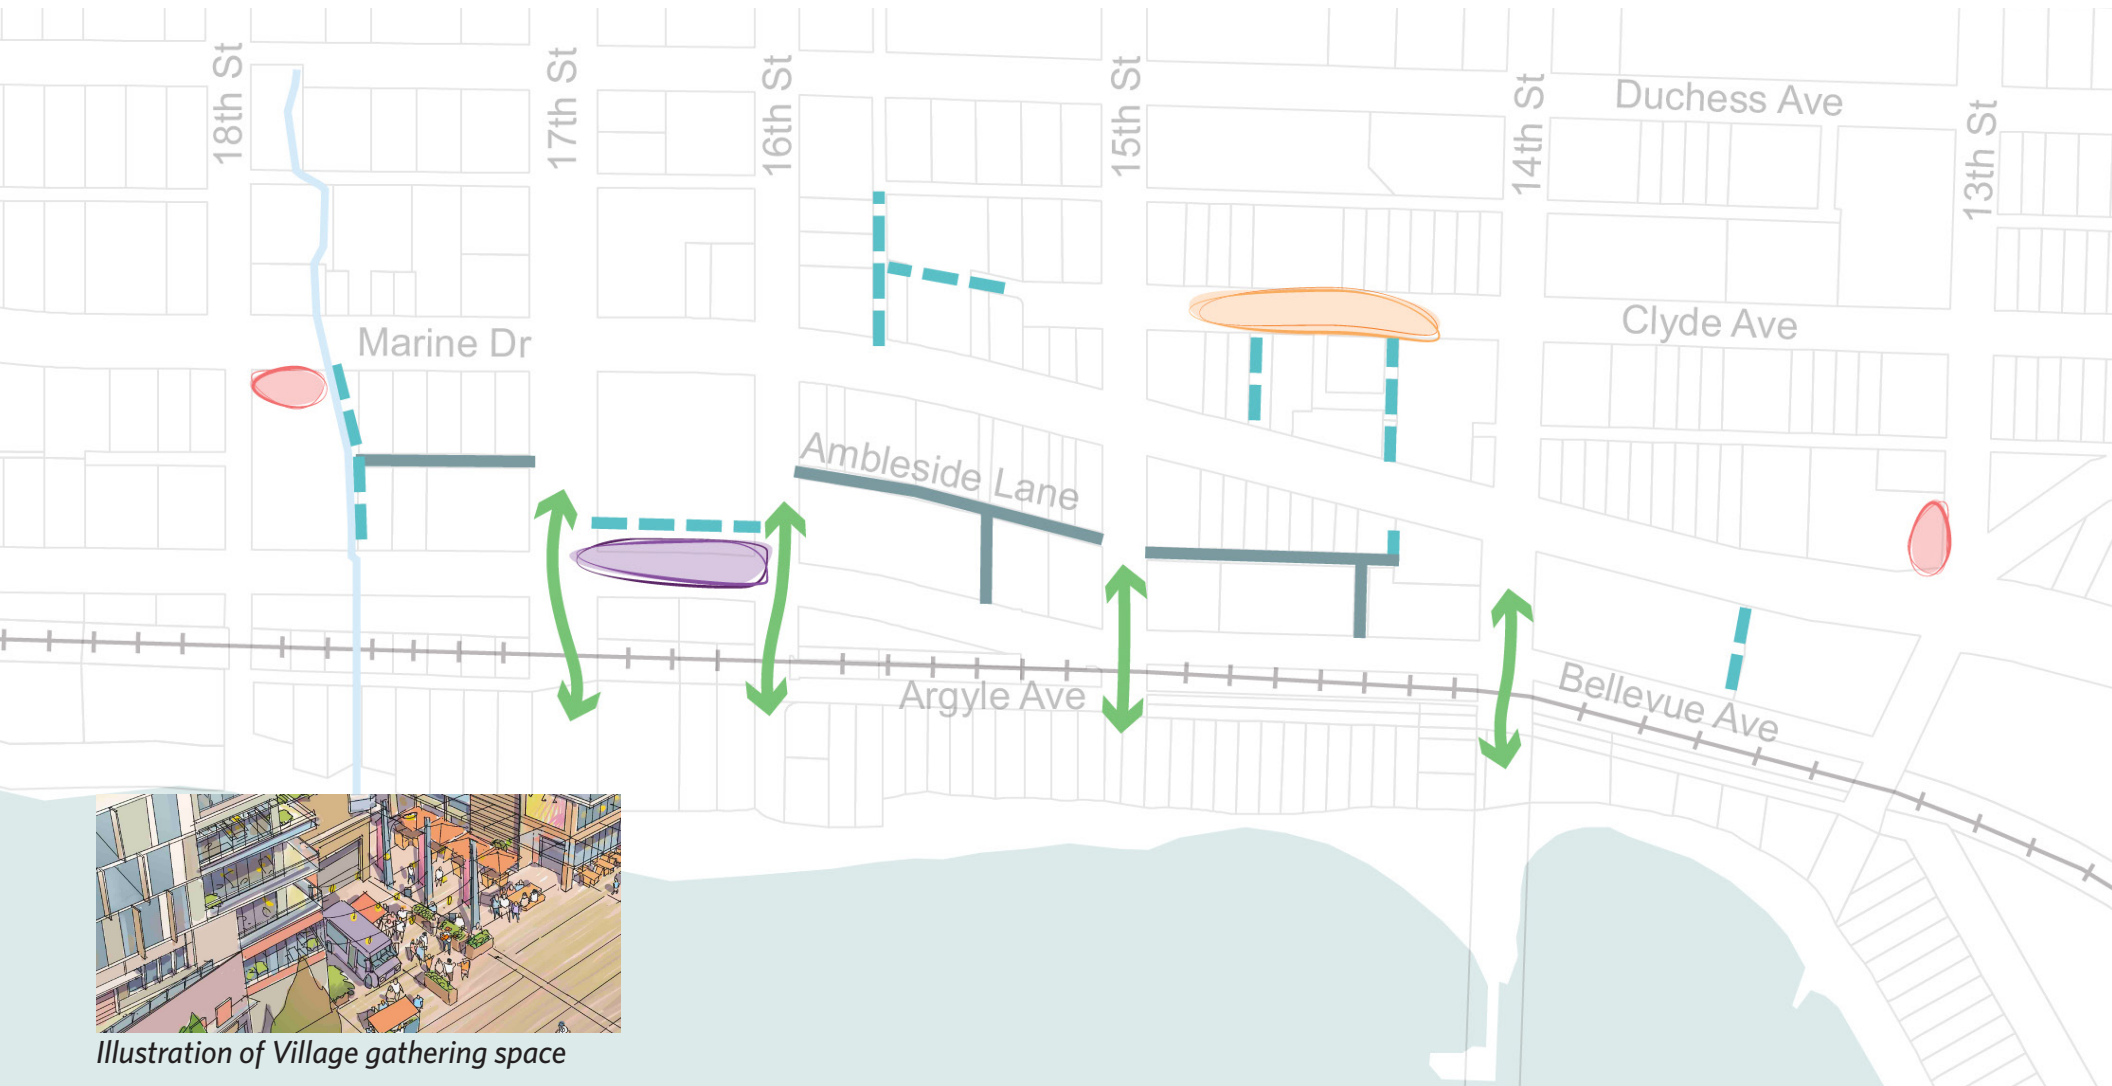 18th St
17th St
16th St
15th St
14th St
13th St
Duchess Ave
Marine Dr
Clyde Ave
Ambleside Lane
Argyle Ave
Bellevue Ave
Illustration of Village gathering space